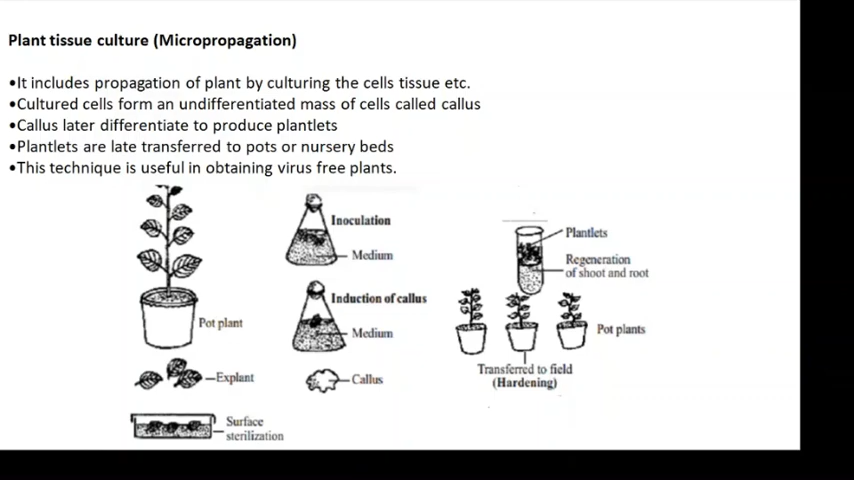 Plant tissue culture (Micropropagation)
•It includes propagation of plant by culturing the cells tissue etc.
•Cultured cells form an undifferentiated mass of cells called callus
•Callus later differentiate to produce plantlets
•Plantlets are late transferred to pots or nursery beds
•This technique is useful in obtaining virus free plants.
Pot plant
Explant
Surface
sterilization
Inoculation
Medium
Induction of callus
Medium
Callus
Plantlets
Regeneration
of shoot and root
Pot plants
Transferred to field
(Hardening)